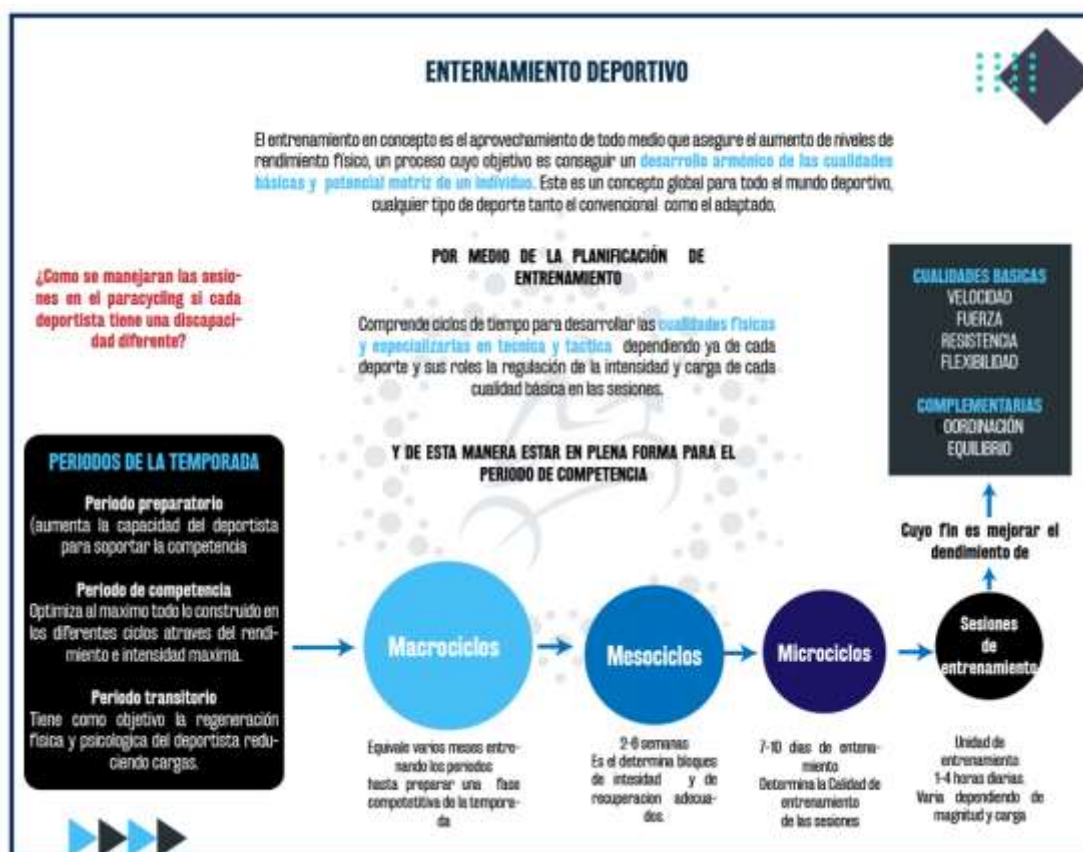 ENTERNAMIENTO DEPORTIVO
El entrenamiento en concepto es el aprovechamiento de todo medio que asegure el aumento de niveles de
rendimiento físico, un proceso cuyo objetivo es conseguir un desarrollo armónico de las cualidades
básicas y potencial motriz de un individuo. Este es un concepto global para todo el mundo deportivo,
cualquier tipo de deporte tanto el convencional como el adaptado.
POR MEDIO DE LA PLANIFICACIÓN DE
ENTRENAMIENTO
¿Como se manejaran las sesio-
nes en el paracycling si cada
deportista tiene una discapaci-
dad diferente?
Comprende ciclos de tiempo para desarrollar las cualidades físicas
y especializarlas en tecnica y tactica dependiendo ya de cada
deporte y sus roles la regulación de la intensidad y carga de cada
cualidad básica en las sesiones.
Y DE ESTA MANERA ESTAR EN PLENA FORMA PARA EL
PERIODO DE COMPETENCIA
CUALIDADES BASICAS
VELOCIDAD
FUERZA
RESISTENCIA
FLEXIBILIDAD
COMPLEMENTARIAS
COORDINACIÓN
EQUILIBRIO
Cuyo fin es mejorar el
dendimiento de
PERIODOS DE LA TEMPORADA
Periodo preparatorio
(aumenta la capacidad del deportista
para soportar la competencia
Periodo de competencia
Optimiza al maximo todo lo construido en
los diferentes ciclos atraves del rendi-
miento e intensidad maxima.
Periodo transitorio
Tiene como objetivo la regeneración
física y psicologica del deportista redu-
ciendo cargas.
Macrociclos
Equivale varios meses entre-
nando los periodos
hasta preparar una fase
competetitiva de la tempora-
da
Mesociclos
2-6 semanas
Es el determina bloques
de intesidad y de
recuperacion adecua-
dos.
Microciclos
7-10 dias de entena-
miento
Determina la Calidad de
entrenamiento
de las sesiones
Sesiones
de
entrenamiento
Unidad de
entrenamiento
1-4 horas diarias.
Varia dependiendo de
magnitud y carga